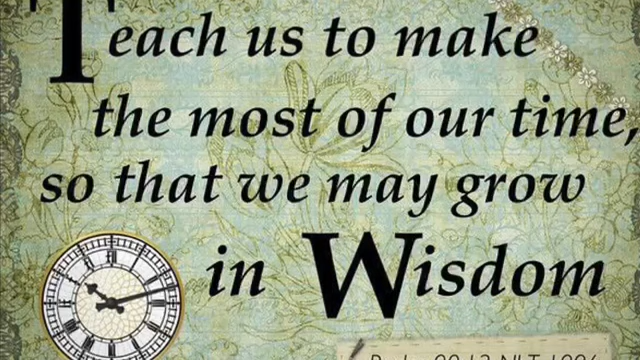 Teach us to make
the most of our time,
so that we may grow
in Wisdom